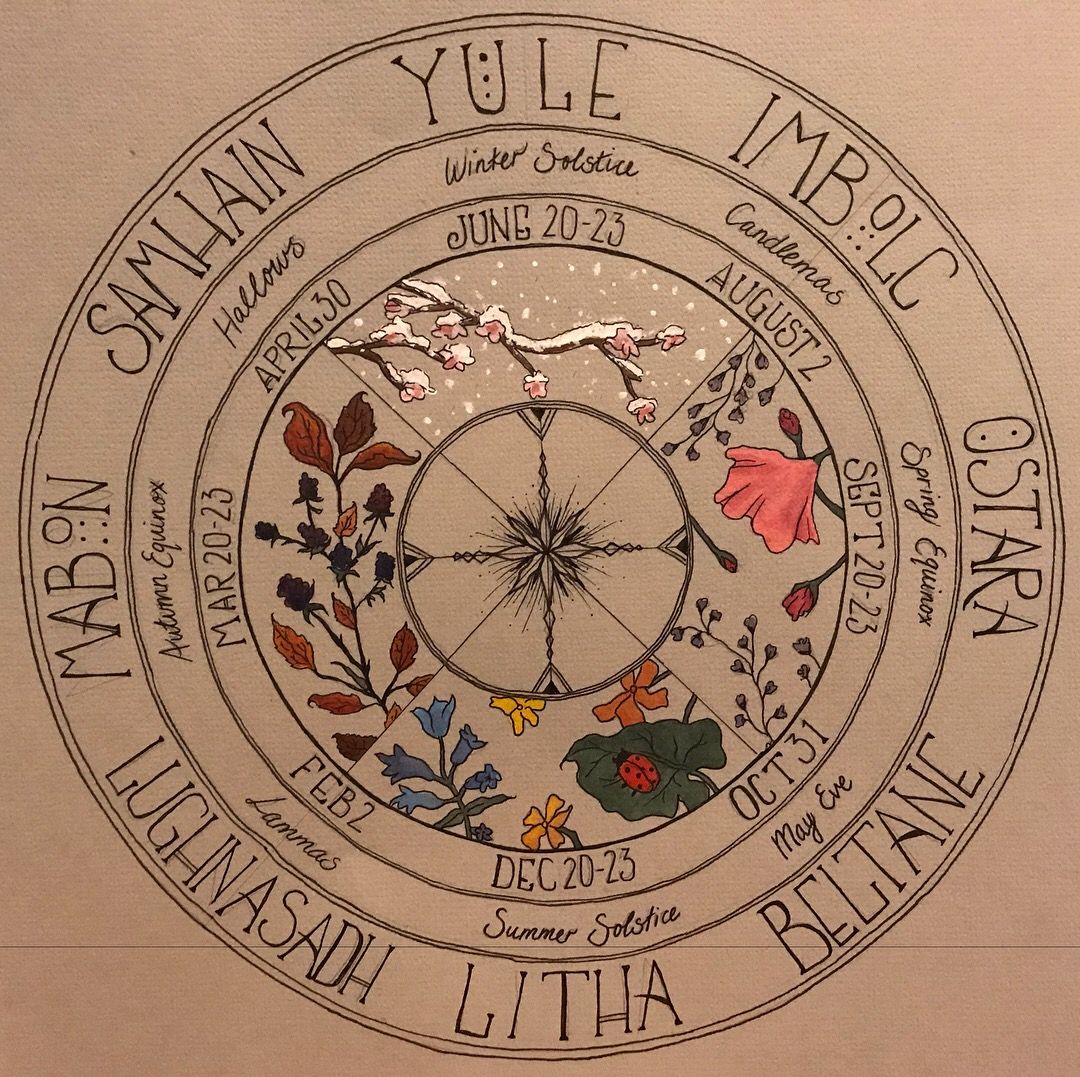 YULE
Winter Solstice
JUNE 20-23
IMBOLC
Candlemas
AUGUST 2
OSTARA
Spring Equinox
SEPT 20-23
BELTANE
May Eve
OCT 31
LITHA
Summer Solstice
DEC 20-23
LUGHNASADH
Lammas
FEB 2
MABON
Autumn Equinox
MAR 20-23
SAMHAIN
Hallows
APRIL 30